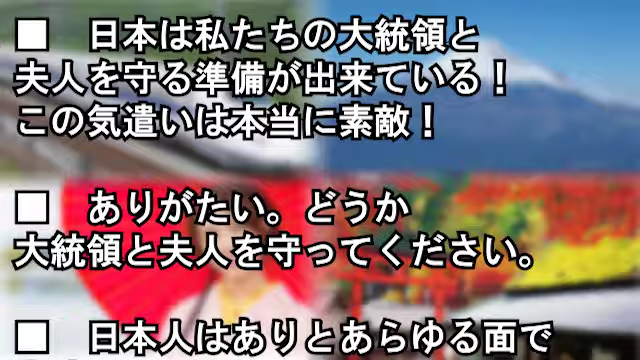 ■　日本は私たちの大統領と
夫人を守る準備が出来ている！
この気遣いは本当に素敵！
■　ありがたい。どうか
大統領と夫人を守ってください。
■　日本人はありとあらゆる面で